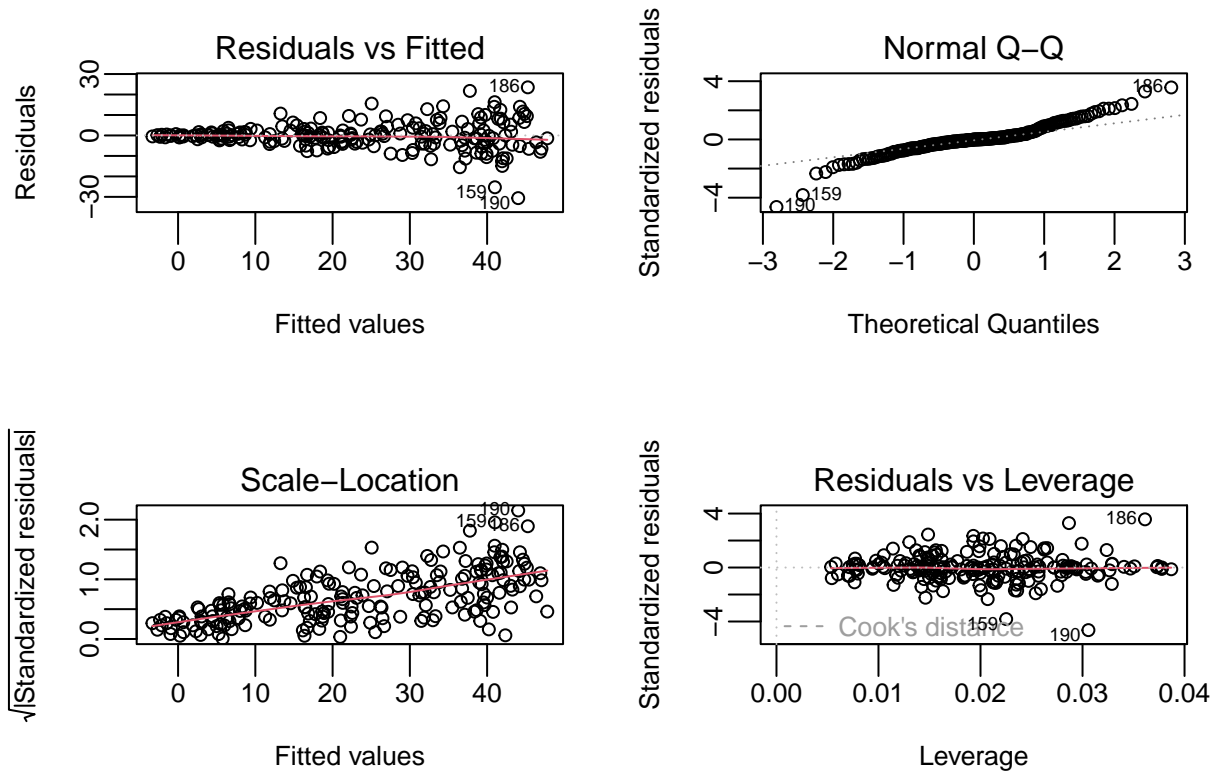 Residuals vs Fitted
Residuals
30
0
−30
186
159
190
0 10 20 30 40
Fitted values
Normal Q−Q
Standardized residuals
4
0
−4
186
159
190
−3 −2 −1 0 1 2 3
Theoretical Quantiles
Scale−Location
√|Standardized residuals|
2.0
1.0
0.0
190
159
186
0 10 20 30 40
Fitted values
Residuals vs Leverage
Standardized residuals
4
0
−4
186
Cook's distance
159
190
0.00 0.01 0.02 0.03 0.04
Leverage